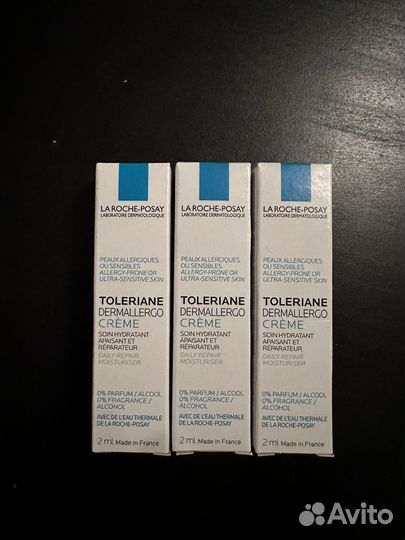 LA ROCHE-POSAY
LABORATOIRE DERMATOLOGIQUE
PEAUX ALLERGIQUES
OU SENSIBLES
ALLERGY-PRONE OR
ULTRA-SENSITIVE SKIN
TOLERIANE
DERMALLERGO
CRÈME
SOIN HYDRATANT
APAISANT ET
RÉPARATEUR
DAILY REPAIR
MOISTURISER
0% PARFUM / ALCOOL
0% FRAGRANCE /
ALCOHOL
AVEC DE L'EAU THERMALE
DE LA ROCHE-POSAY
2 ml Made in France
LA ROCHE-POSAY
LABORATOIRE DERMATOLOGIQUE
PEAUX ALLERGIQUES
OU SENSIBLES
ALLERGY-PRONE OR
ULTRA-SENSITIVE SKIN
TOLERIANE
DERMALLERGO
CRÈME
SOIN HYDRATANT
APAISANT ET
RÉPARATEUR
DAILY REPAIR
MOISTURISER
0% PARFUM / ALCOOL
0% FRAGRANCE /
ALCOHOL
AVEC DE L'EAU THERMALE
DE LA ROCHE-POSAY
2 ml Made in France
LA ROCHE-POSAY
LABORATOIRE DERMATOLOGIQUE
PEAUX ALLERGIQUES
OU SENSIBLES
ALLERGY-PRONE OR
ULTRA-SENSITIVE SKIN
TOLERIANE
DERMALLERGO
CRÈME
SOIN HYDRATANT
APAISANT ET
RÉPARATEUR
DAILY REPAIR
MOISTURISER
0% PARFUM / ALCOOL
0% FRAGRANCE /
ALCOHOL
AVEC DE L'EAU THERMALE
DE LA ROCHE-POSAY
2 ml Made in France
Avito